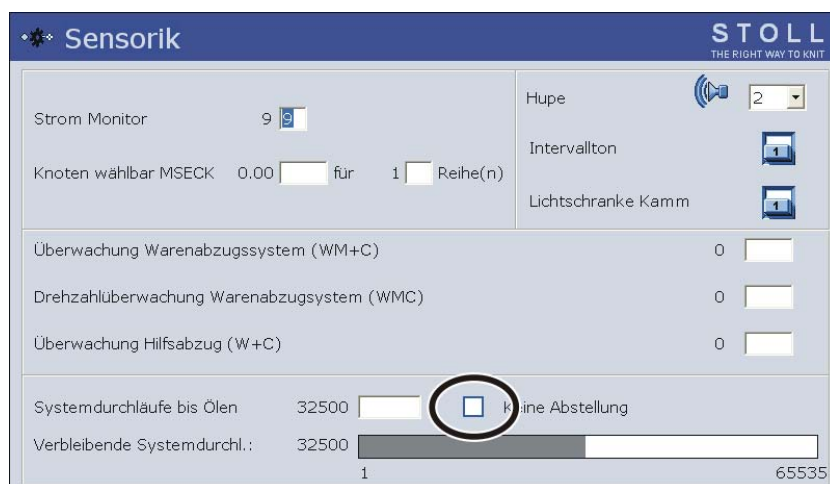 Sensorik
STOLL
THE RIGHT WAY TO KNIT
Strom Monitor 9 9
Knoten wählbar MSECK 0.00 für 1 Reihe(n)
Hupe 2
Intervallton 1
Lichtschranke Kamm 1
Überwachung Warenabzugssystem (WM+C) 0
Drehzahlüberwachung Warenabzugsystem (WMC) 0
Überwachung Hilfsabzug (W+C) 0
Systemdurchläufe bis Ölen 32500 Keine Abstellung
Verbleibende Systemdurchl.: 32500
1 65535